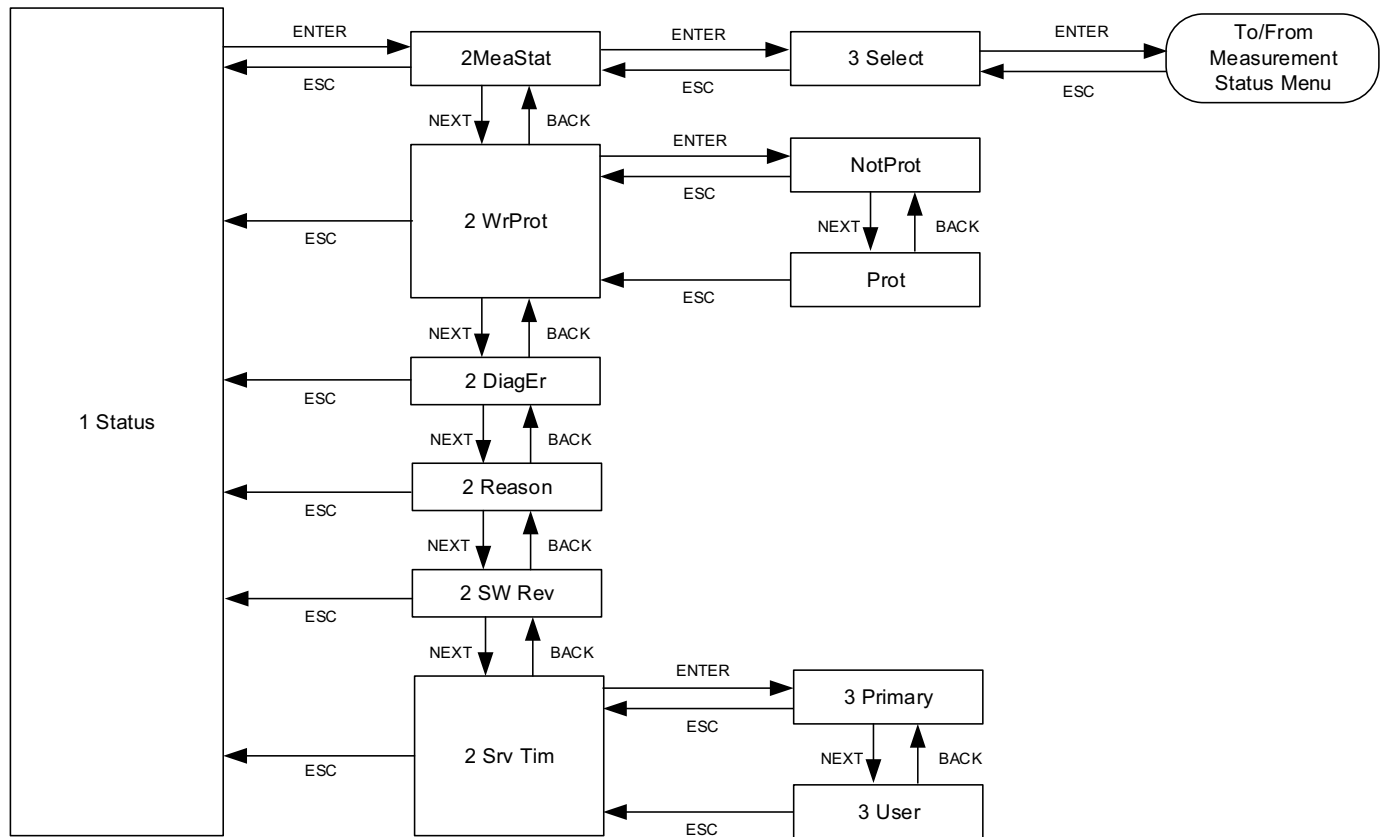 ENTER
2MeaStat
ENTER
3 Select
ENTER
To/From
Measurement
Status Menu
ESC
ESC
ESC
NEXT
BACK
ENTER
NotProt
ESC
2 WrProt
ESC
NEXT
BACK
Prot
ESC
NEXT
BACK
2 DiagEr
ESC
1 Status
NEXT
BACK
2 Reason
ESC
NEXT
BACK
2 SW Rev
ESC
NEXT
BACK
ENTER
3 Primary
ESC
2 Srv Tim
ESC
NEXT
BACK
3 User
ESC